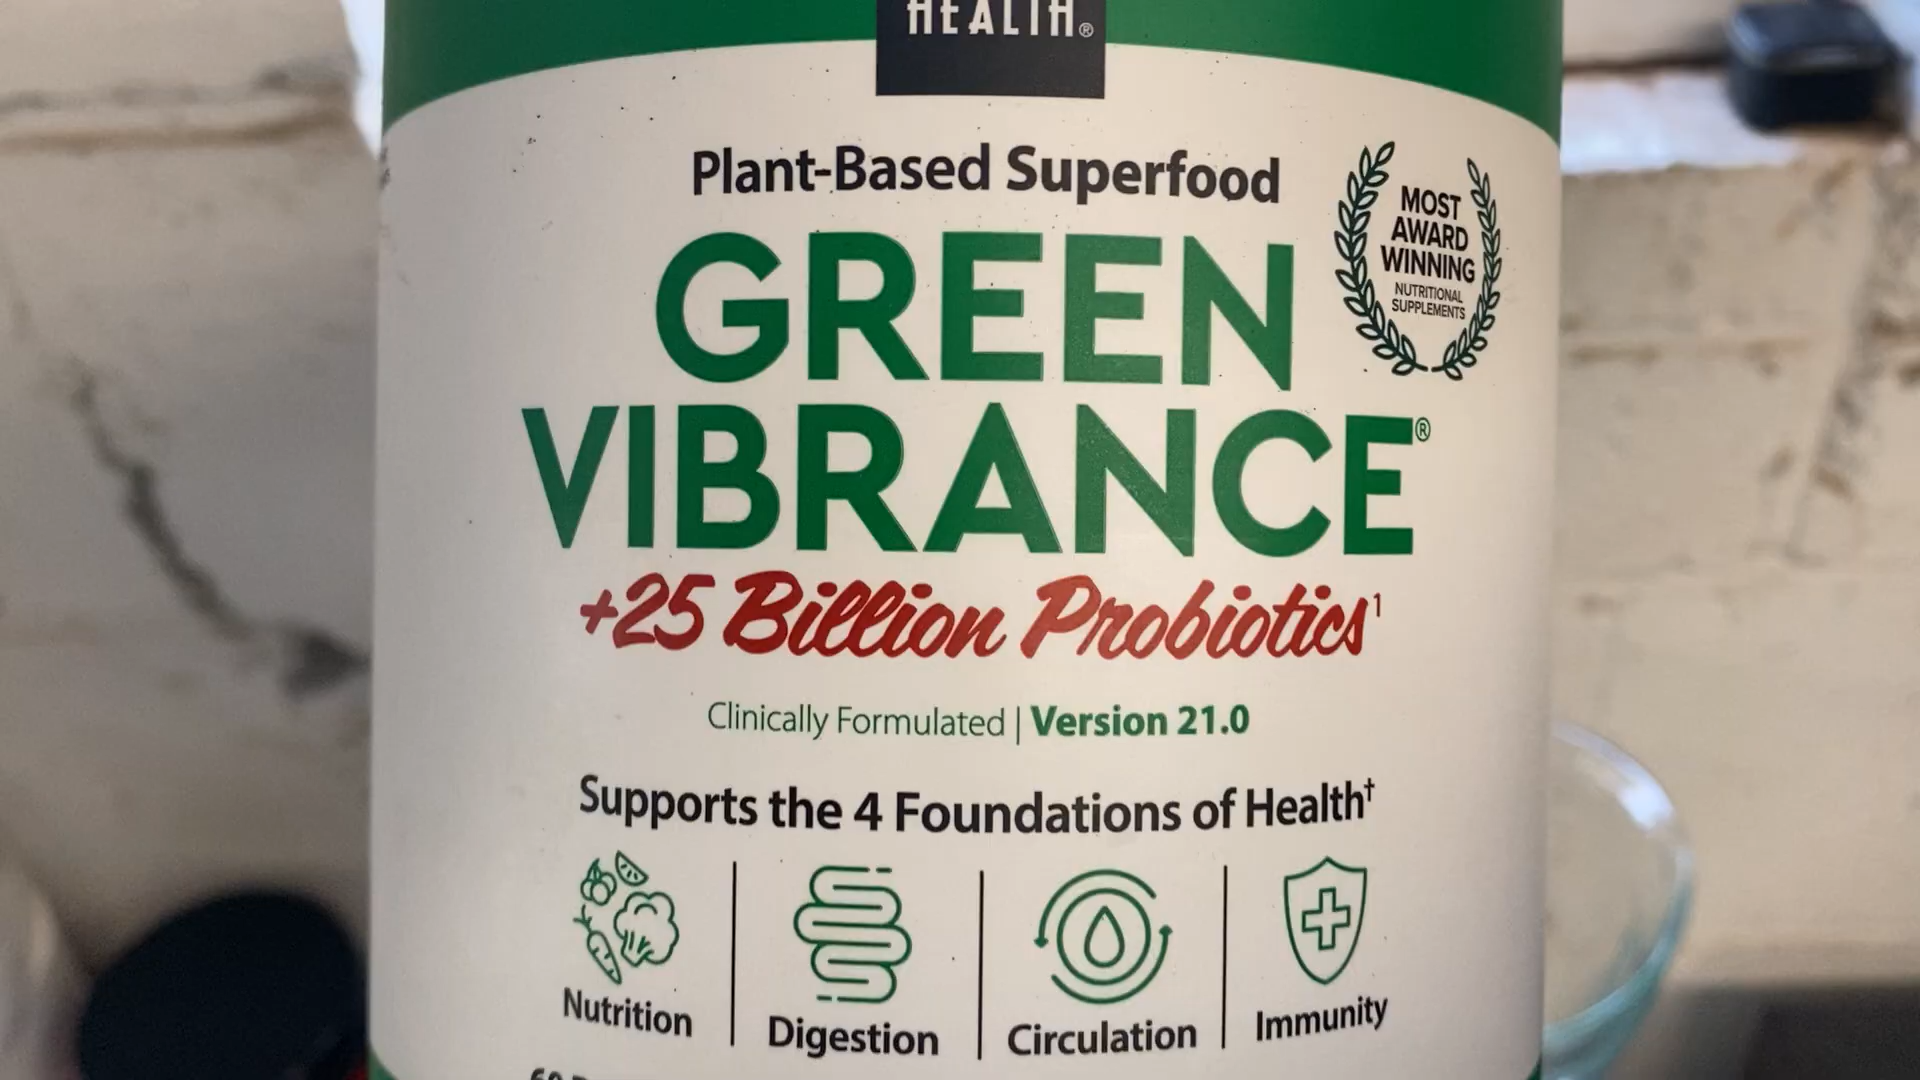 HEALTH®
Plant-Based Superfood
MOST
AWARD
WINNING
NUTRITIONAL
SUPPLEMENTS
GREEN
VIBRANCE®
+25 Billion Probiotics¹
Clinically Formulated | Version 21.0
Supports the 4 Foundations of Health†
Nutrition
Digestion
Circulation
Immunity